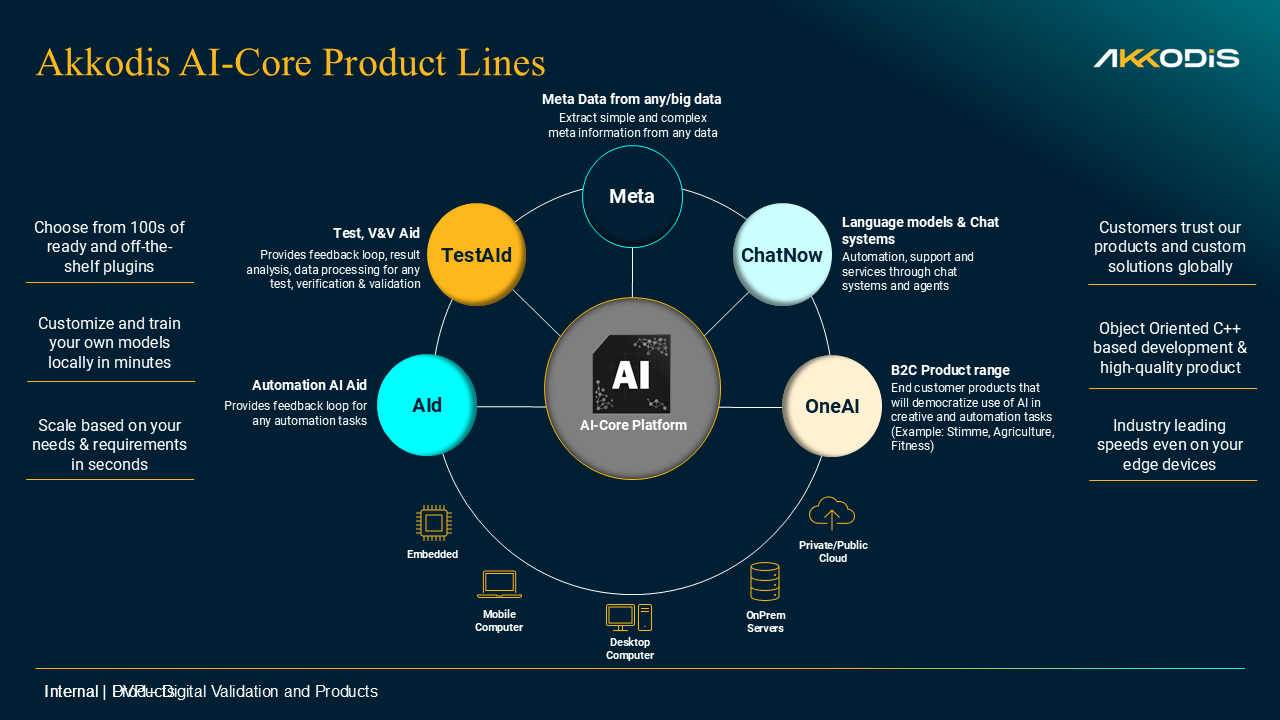 Akkodis AI-Core Product Lines
AKKODiS
Meta Data from any/big data
Extract simple and complex
meta information from any data
Meta
Test, V&V Aid
Provides feedback loop, result
analysis, data processing for any
test, verification & validation
TestAId
ChatNow
Language models & Chat
systems
Automation, support and
services through chat
systems and agents
Choose from 100s of
ready and off-the-
shelf plugins
Customize and train
your own models
locally in minutes
Scale based on your
needs & requirements
in seconds
Automation AI Aid
Provides feedback loop for
any automation tasks
AId
AI
AI-Core Platform
OneAI
B2C Product range
End customer products that
will democratize use of AI in
creative and automation tasks
(Example: Stimme, Agriculture,
Fitness)
Customers trust our
products and custom
solutions globally
Object Oriented C++
based development &
high-quality product
Industry leading
speeds even on your
edge devices
Embedded
Mobile
Computer
Desktop
Computer
OnPrem
Servers
Private/Public
Cloud
Internal | DVP – Digital Validation and Products